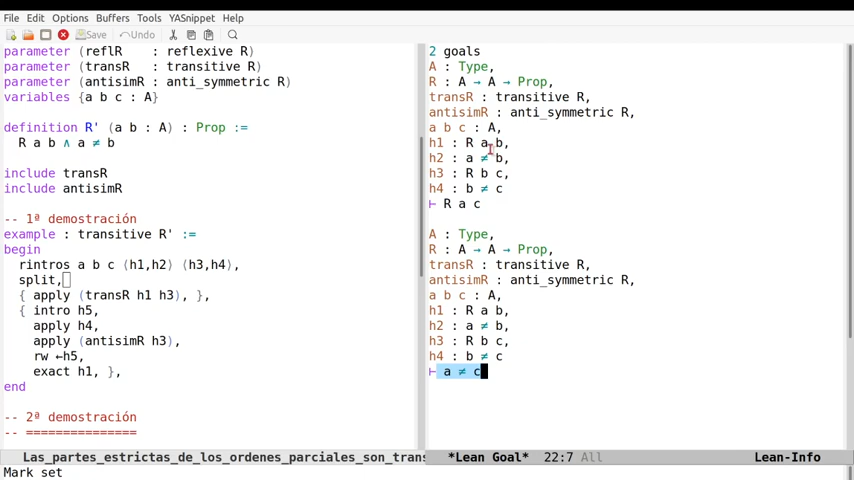 File Edit Options Buffers Tools YASnippet Help
Save Undo
parameter (reflR : reflexive R)
parameter (transR : transitive R)
parameter (antisimR : anti_symmetric R)
variables {a b c : A}
definition R' (a b : A) : Prop :=
R a b ∧ a ≠ b
include transR
include antisimR
-- 1ª demostración
example : transitive R' :=
begin
rintros a b c ⟨h1,h2⟩ ⟨h3,h4⟩,
split,
{ apply (transR h1 h3), },
{ intro h5,
apply h4,
apply (antisimR h3),
rw ←h5,
exact h1, },
end
-- 2ª demostración
-- ===============
Las_partes_estrictas_de_los_ordenes_parciales_son_trans
Mark set
2 goals
A : Type,
R : A → A → Prop,
transR : transitive R,
antisimR : anti_symmetric R,
a b c : A,
h1 : R a b,
h2 : a ≠ b,
h3 : R b c,
h4 : b ≠ c
⊢ R a c
A : Type,
R : A → A → Prop,
transR : transitive R,
antisimR : anti_symmetric R,
a b c : A,
h1 : R a b,
h2 : a ≠ b,
h3 : R b c,
h4 : b ≠ c
⊢ a ≠ c
*Lean Goal* 22:7 All Lean-Info